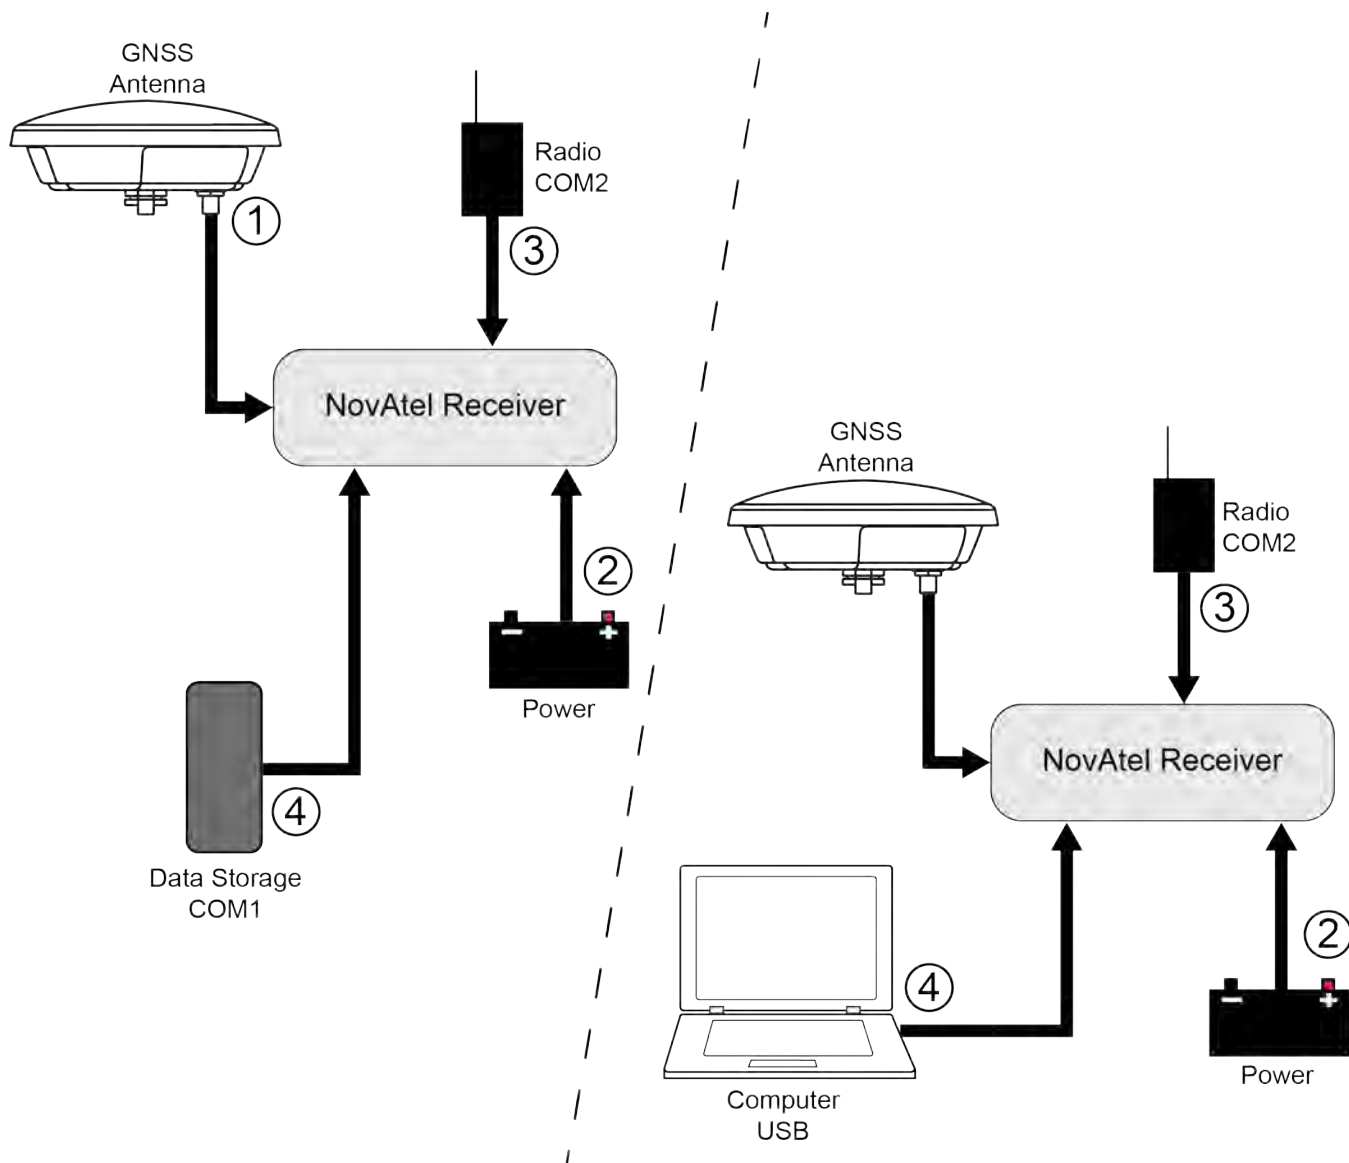 GNSS
Antenna
1
Radio
COM2
3
NovAtel Receiver
2
Power
4
Data Storage
COM1
GNSS
Antenna
Radio
COM2
3
NovAtel Receiver
2
Power
4
Computer
USB